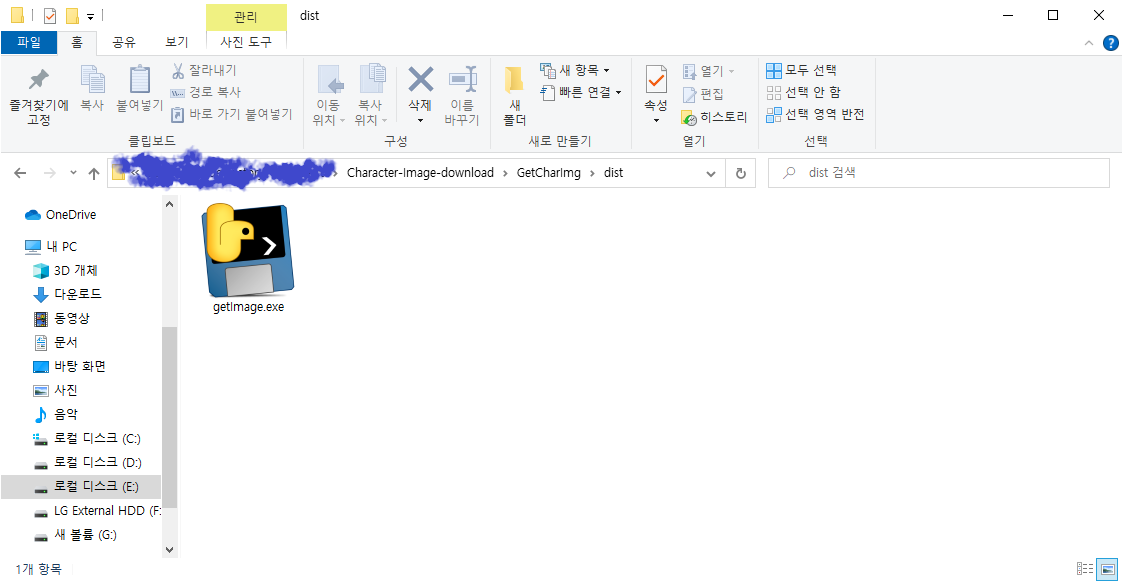 관리
dist
파일
홈
공유
보기
사진 도구
즐겨찾기에
고정
복사
붙여넣기
잘라내기
경로 복사
바로 가기 붙여넣기
클립보드
이동
위치
복사
위치
삭제
이름
바꾸기
구성
새
폴더
새 항목
빠른 연결
새로 만들기
속성
열기
편집
히스토리
열기
모두 선택
선택 안 함
선택 영역 반전
선택
Character-Image-download > GetCharImg > dist
dist 검색
OneDrive
내 PC
3D 개체
다운로드
동영상
문서
바탕 화면
사진
음악
로컬 디스크 (C:)
로컬 디스크 (D:)
로컬 디스크 (E:)
LG External HDD (F:
새 볼륨 (G:)
getImage.exe
1개 항목